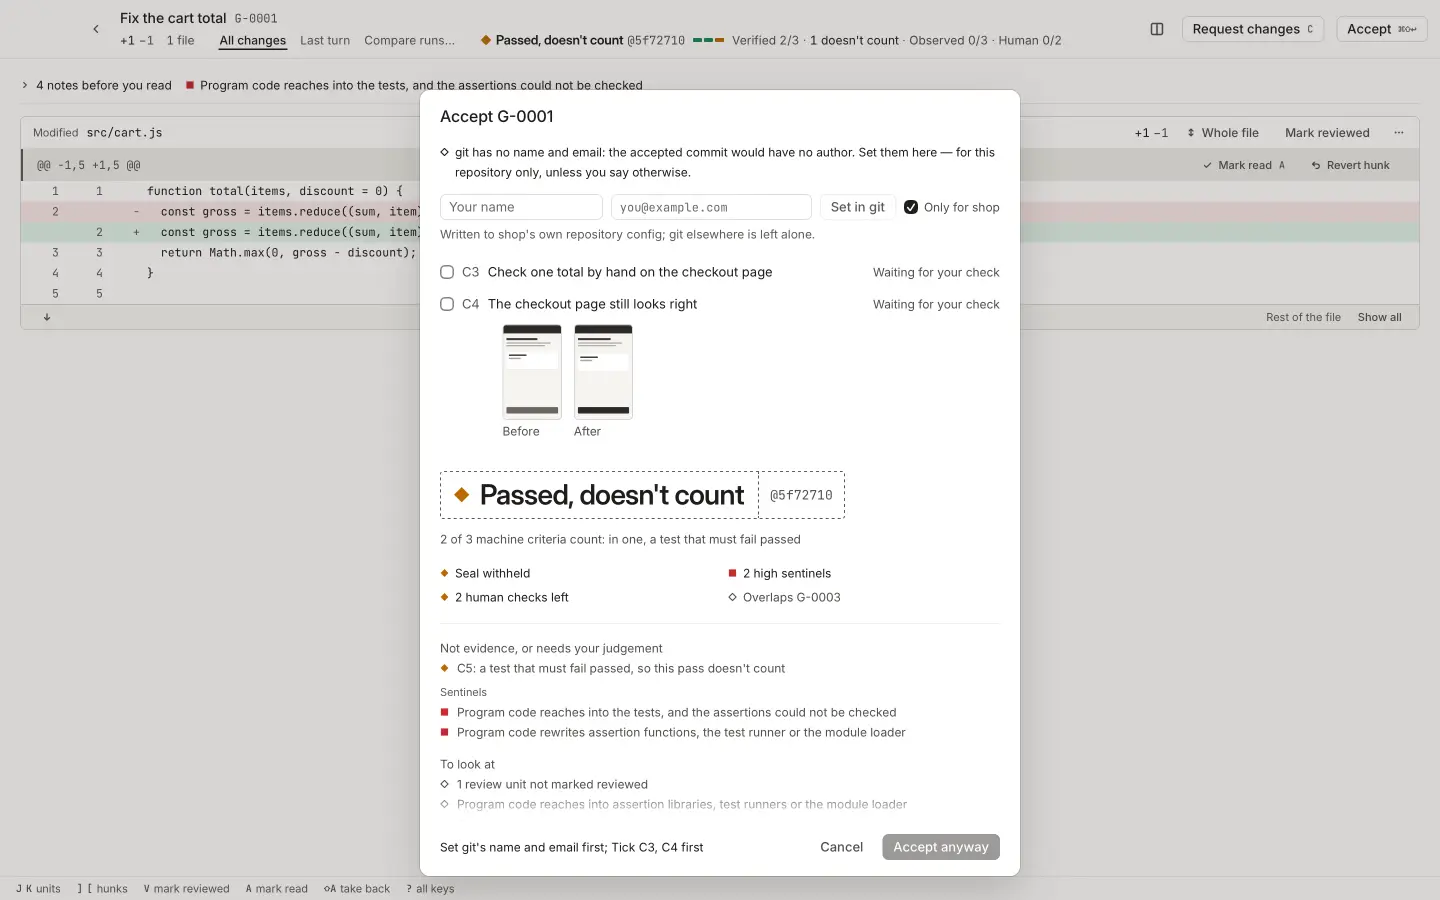 Fix the cart total G-0001
+1 −1 1 file All changes Last turn Compare runs... Passed, doesn't count @5f72710 Verified 2/3 · 1 doesn't count · Observed 0/3 · Human 0/2
Request changes C Accept
4 notes before you read Program code reaches into the tests, and the assertions could not be checked
Modified src/cart.js +1 −1 Whole file Mark reviewed ···
@@ -1,5 +1,5 @@ Mark read A Revert hunk
1 1 function total(items, discount = 0) {
2 - const gross = items.reduce((sum, item)
2 + const gross = items.reduce((sum, item)
3 3 return Math.max(0, gross - discount);
4 4 }
5 5
Rest of the file Show all
Accept G-0001
git has no name and email: the accepted commit would have no author. Set them here — for this
repository only, unless you say otherwise.
Your name you@example.com Set in git Only for shop
Written to shop's own repository config; git elsewhere is left alone.
C3 Check one total by hand on the checkout page Waiting for your check
C4 The checkout page still looks right Waiting for your check
Before After
Passed, doesn't count @5f72710
2 of 3 machine criteria count: in one, a test that must fail passed
Seal withheld 2 high sentinels
2 human checks left Overlaps G-0003
Not evidence, or needs your judgement
C5: a test that must fail passed, so this pass doesn't count
Sentinels
Program code reaches into the tests, and the assertions could not be checked
Program code rewrites assertion functions, the test runner or the module loader
To look at
1 review unit not marked reviewed
Program code reaches into assertion libraries, test runners or the module loader
Set git's name and email first; Tick C3, C4 first Cancel Accept anyway
J K units ] [ hunks V mark reviewed A mark read ⇧A take back ? all keys